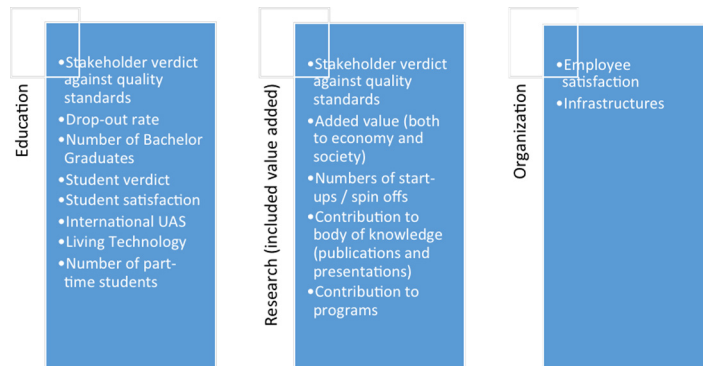 Education
•Stakeholder verdict
against quality
standards
•Drop-out rate
•Number of Bachelor
Graduates
•Student verdict
•Student satisfaction
•International UAS
•Living Technology
•Number of part-
time students
Research (included value added)
•Stakeholder verdict
against quality
standards
•Added value (both
to economy and
society)
•Numbers of start-
ups / spin offs
•Contribution to
body of knowledge
(publications and
presentations)
•Contribution to
programs
Organization
•Employee
satisfaction
•Infrastructures